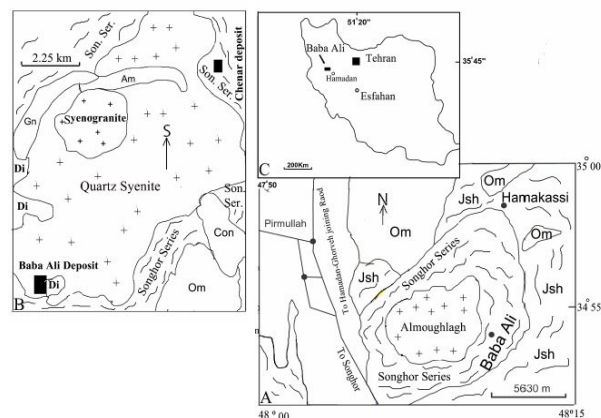 2.25 km
Son. Ser.
Am
Gn
Syenogranite
S
Son. Ser.
Chenar deposit
Di
Quartz Syenite
Di
Son.
Ser.
Con
Songhor Series
Baba Ali Deposit
Di
Om
B
51°20"
Baba Ali
Tehran
Hamadan
Esfahan
35°45"
C
200Km
47°50
35°00
N
Om
Jsh
Hamakassi
Pirmullah
Om
Om
Jsh
Songhor Series
To Hamadan-Ghorveh joining Raod
Jsh
34°55
Almoughlagh
Baba Ali
To Songhor
Songhor Series
Jsh
5630 m
A
48°00
48°15